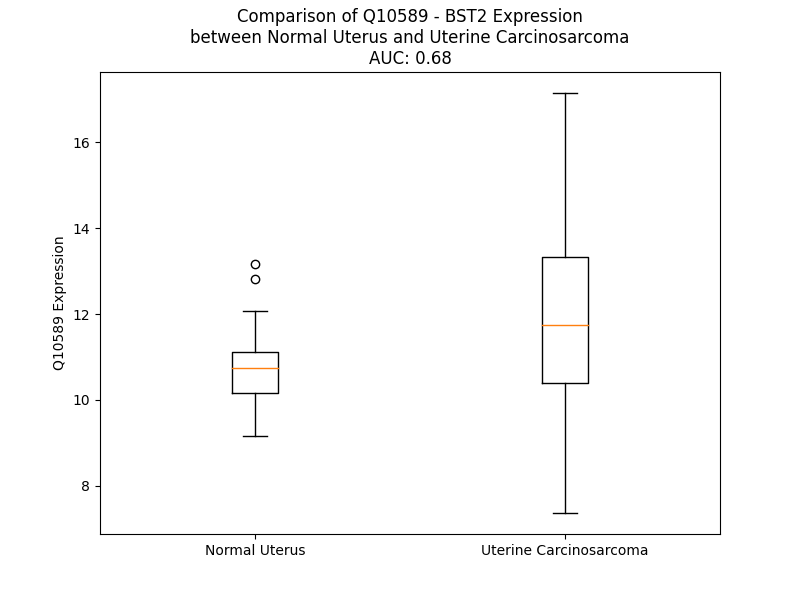 Comparison of Q10589 - BST2 Expression
between Normal Uterus and Uterine Carcinosarcoma
AUC: 0.68
Q10589 Expression
16
14
12
10
8
Normal Uterus
Uterine Carcinosarcoma